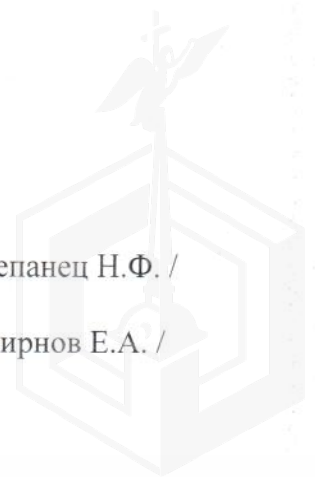 епанец Н.Ф. /
ирнов Е.А. /